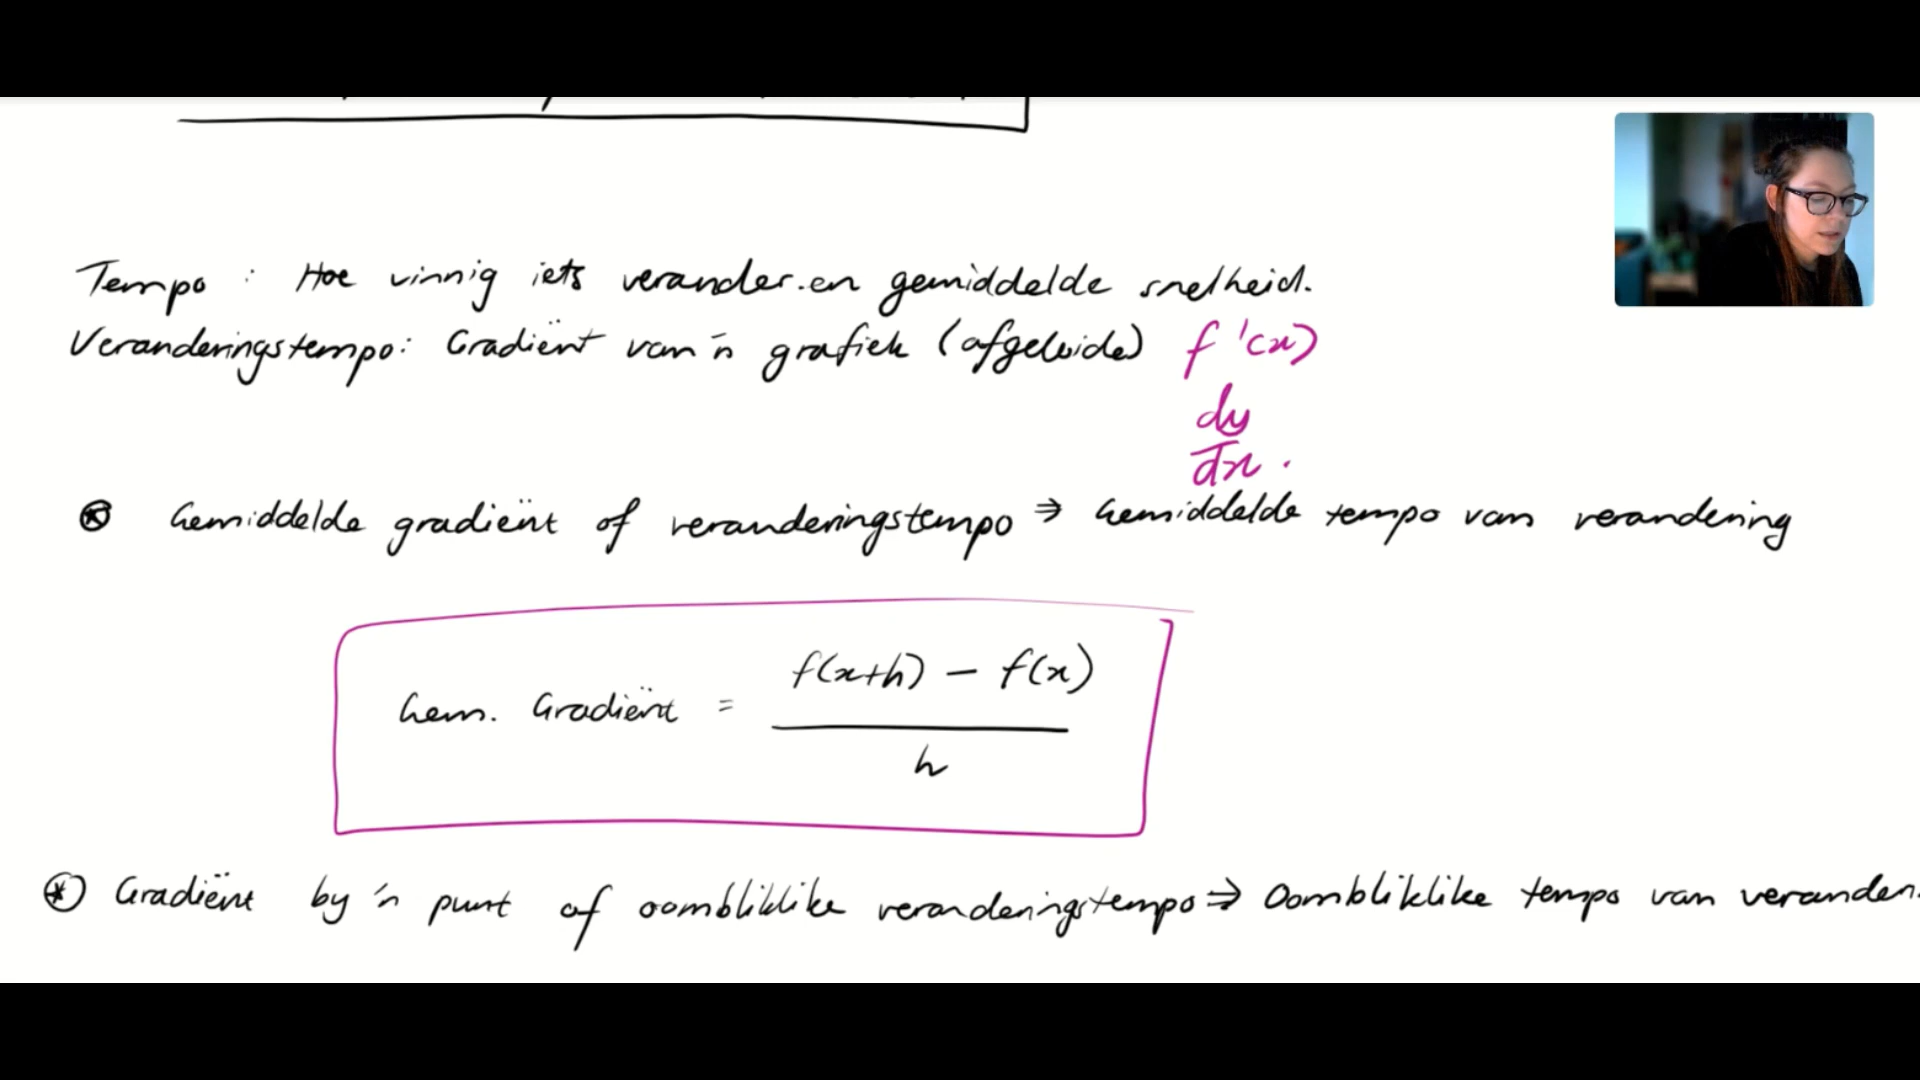 Tempo : Hoe vinnig iets verander.en gemiddelde snelheid.
Veranderingstempo: Gradiënt van 'n grafiek (afgeleide) f'(x)
dy
dx .
⊛ Gemiddelde gradiënt of veranderingstempo ⇒ Gemiddelde tempo van verandering
f(x+h) - f(x)
Gem. Gradiënt =
h
⊛ Gradiënt by 'n punt of oombliklike veranderingstempo ⇒ Oombliklike tempo van verander